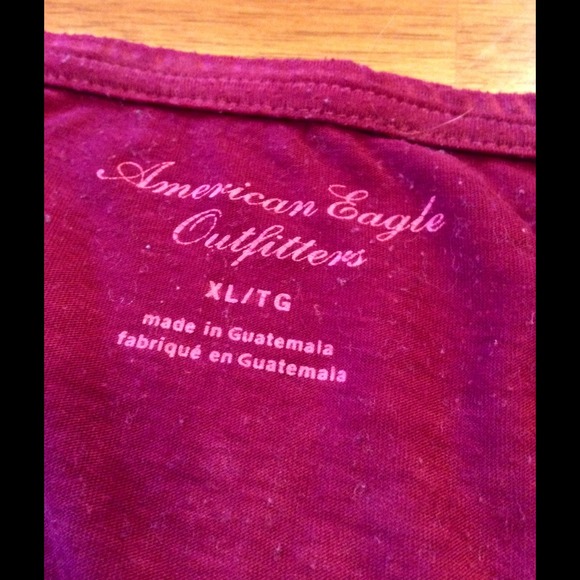 American Eagle
Outfitters
XL/TG
made in Guatemala
fabriqué en Guatemala